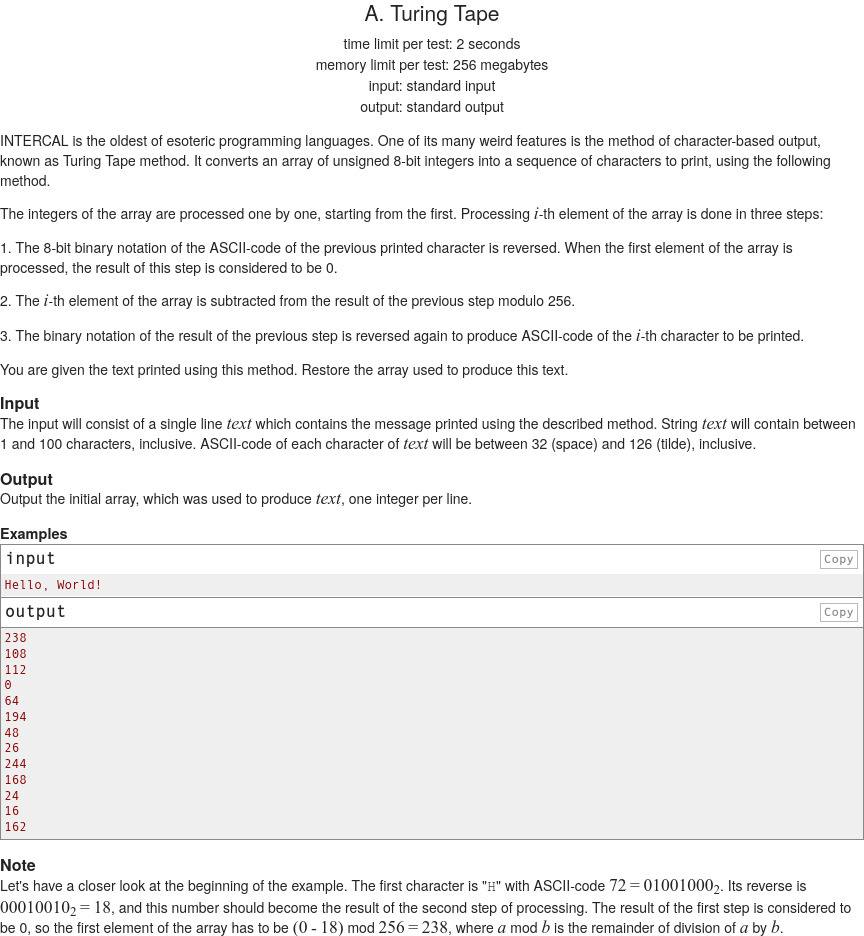 A. Turing Tape
time limit per test: 2 seconds
memory limit per test: 256 megabytes
input: standard input
output: standard output
INTERCAL is the oldest of esoteric programming languages. One of its many weird features is the method of character-based output,
known as Turing Tape method. It converts an array of unsigned 8-bit integers into a sequence of characters to print, using the following
method.
The integers of the array are processed one by one, starting from the first. Processing i-th element of the array is done in three steps:
1. The 8-bit binary notation of the ASCII-code of the previous printed character is reversed. When the first element of the array is
processed, the result of this step is considered to be 0.
2. The i-th element of the array is subtracted from the result of the previous step modulo 256.
3. The binary notation of the result of the previous step is reversed again to produce ASCII-code of the i-th character to be printed.
You are given the text printed using this method. Restore the array used to produce this text.
Input
The input will consist of a single line text which contains the message printed using the described method. String text will contain between
1 and 100 characters, inclusive. ASCII-code of each character of text will be between 32 (space) and 126 (tilde), inclusive.
Output
Output the initial array, which was used to produce text, one integer per line.
Examples
input Copy
Hello, World!
output Copy
238
108
112
0
64
194
48
26
244
168
24
16
162
Note
Let's have a closer look at the beginning of the example. The first character is "H" with ASCII-code 72 = 01001000₂. Its reverse is
00010010₂ = 18, and this number should become the result of the second step of processing. The result of the first step is considered to
be 0, so the first element of the array has to be (0 - 18) mod 256 = 238, where a mod b is the remainder of division of a by b.